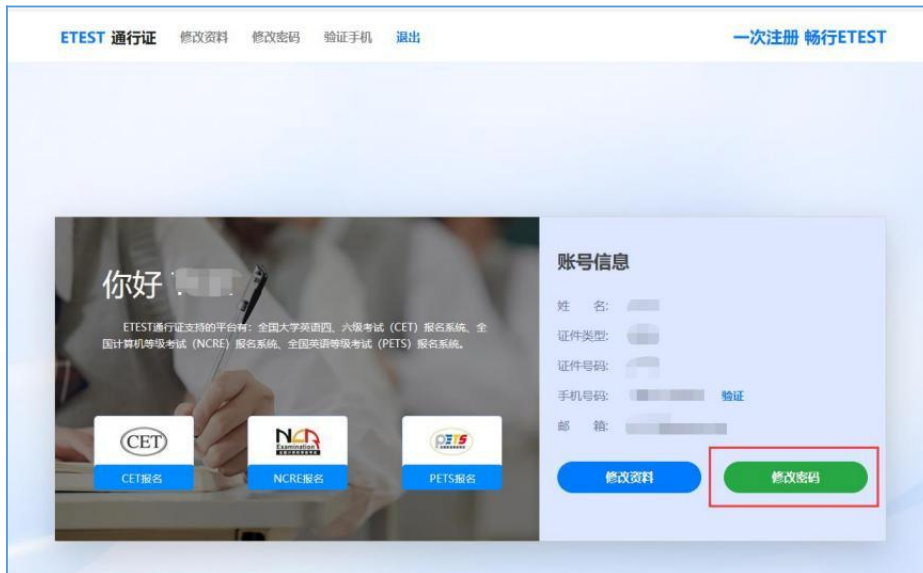 ETEST 通行证 修改资料 修改密码 验证手机 退出 一次注册 畅行ETEST
你好
ETEST通行证支持的平台有：全国大学英语四、六级考试（CET）报名系统、全
国计算机等级考试（NCRE）报名系统、全国英语等级考试（PETS）报名系统。
CET
NCR
Examination
PETS
CET报名
NCRE报名
PETS报名
账号信息
姓 名:
证件类型:
证件号码:
手机号码: 验证
邮 箱:
修改资料
修改密码